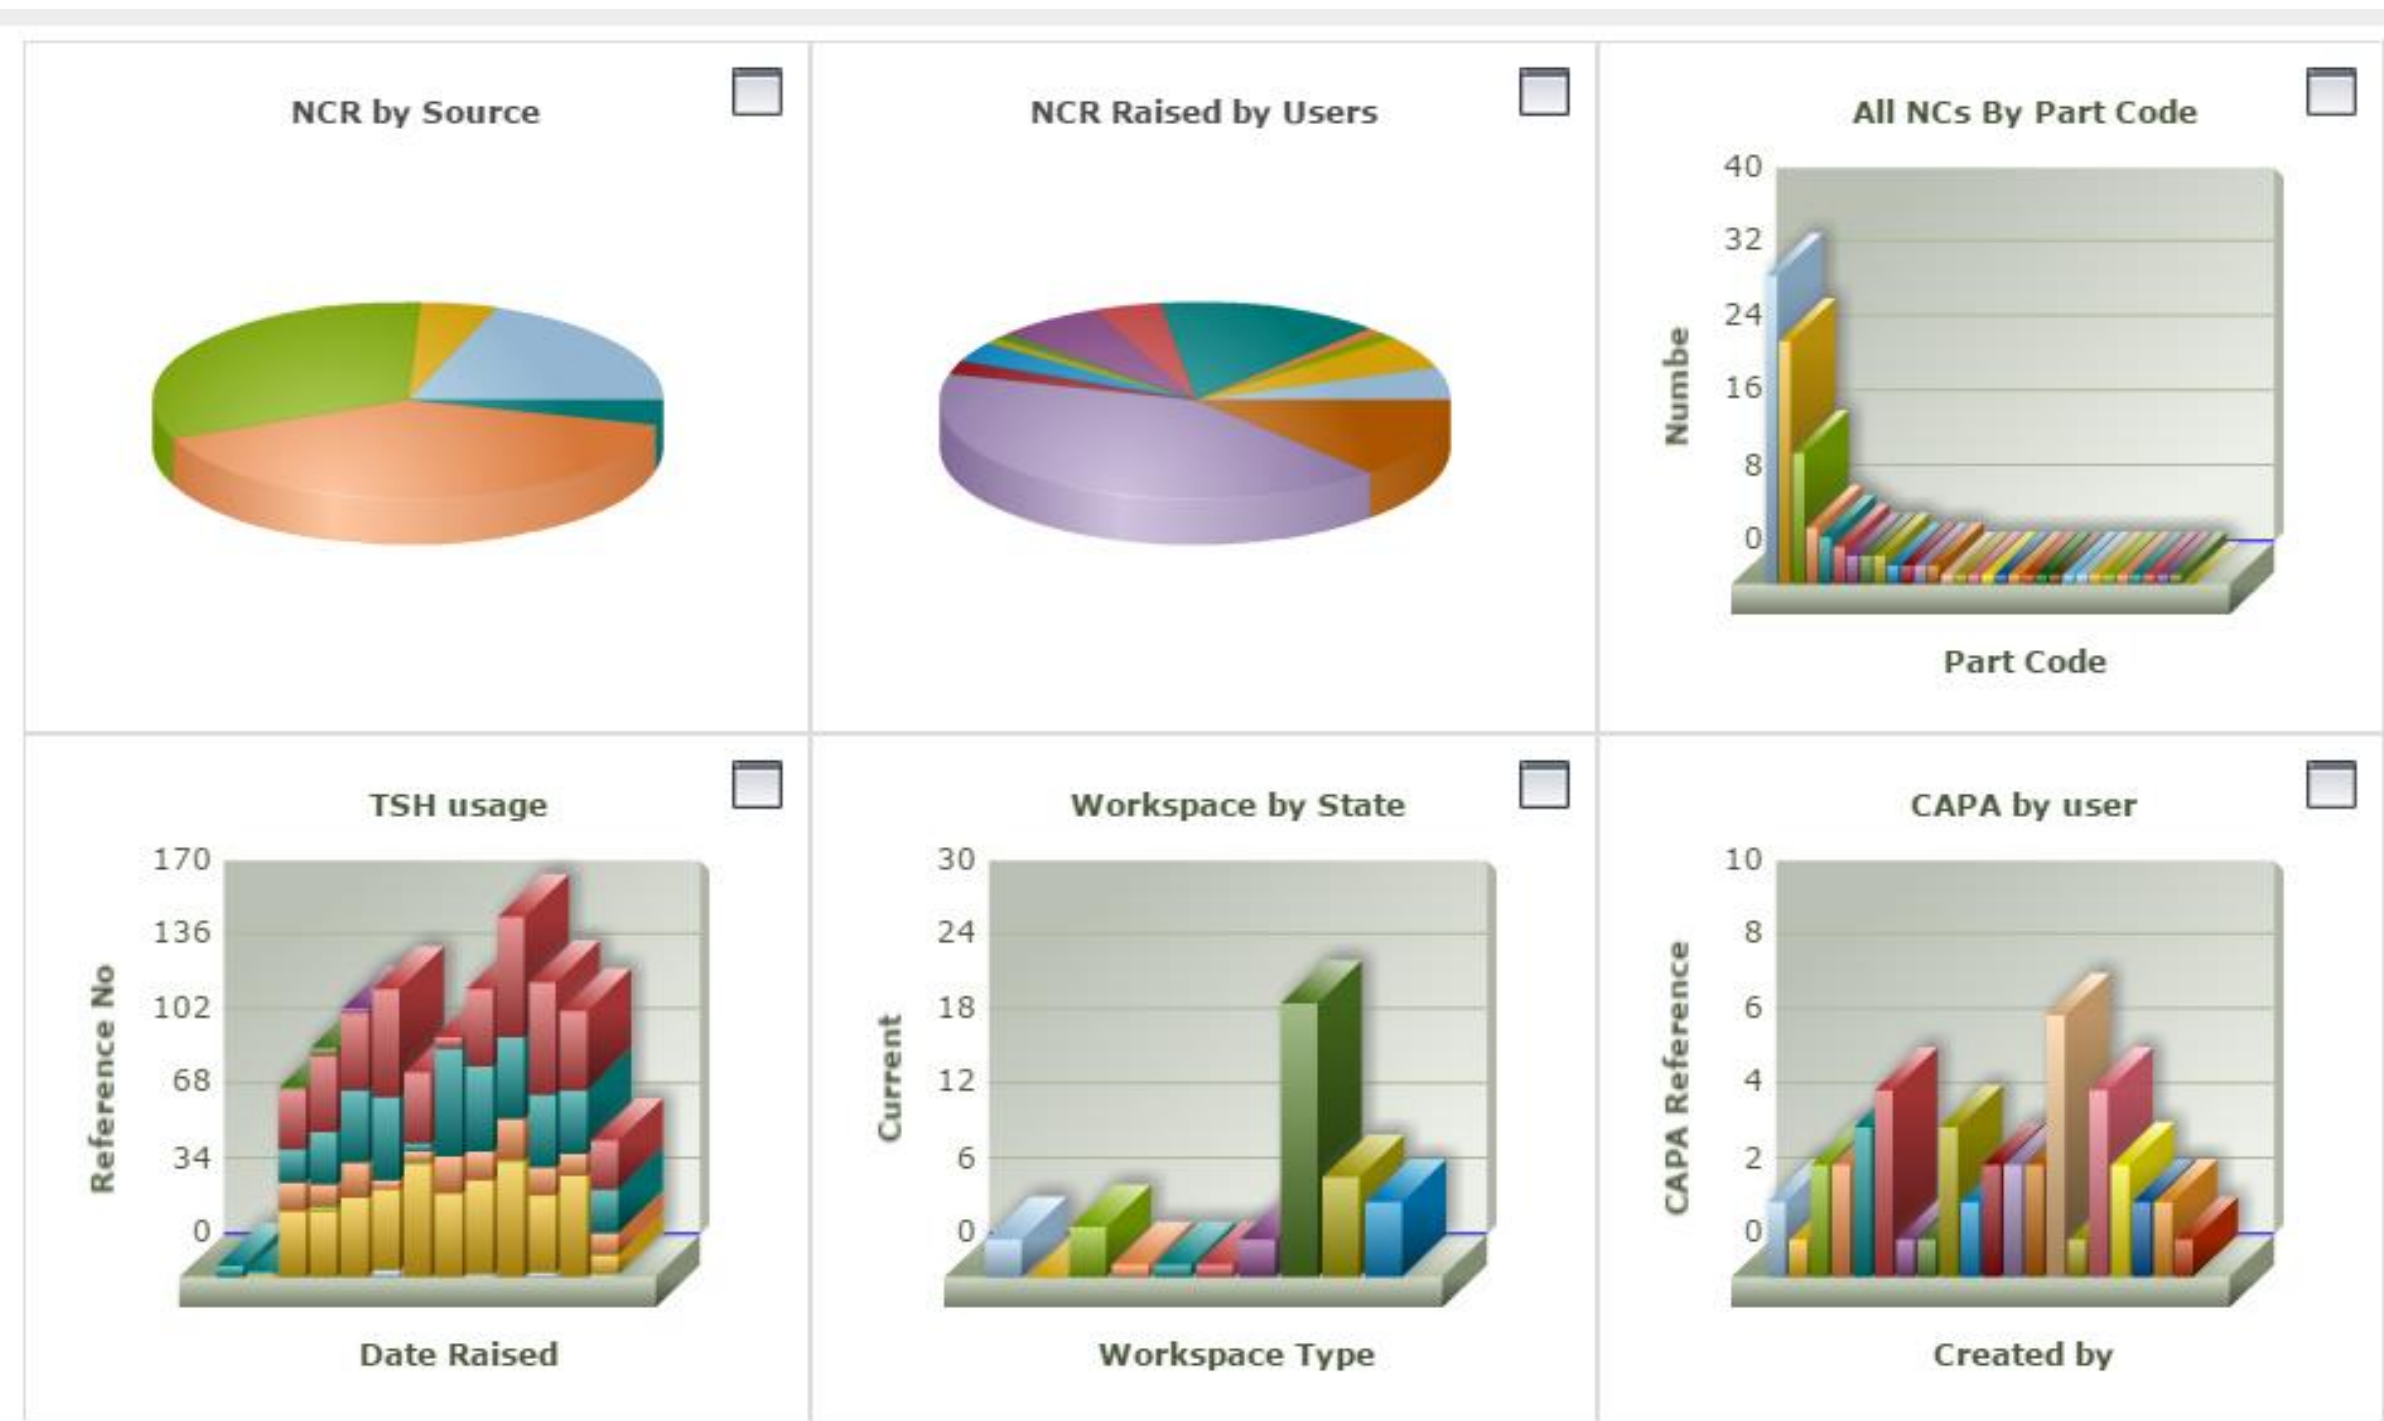 NCR by Source
NCR Raised by Users
All NCs By Part Code
40
32
24
16
8
0
Numbe
Part Code
TSH usage
170
136
102
68
34
0
Reference No
Date Raised
Workspace by State
30
24
18
12
6
0
Current
Workspace Type
CAPA by user
10
8
6
4
2
0
CAPA Reference
Created by